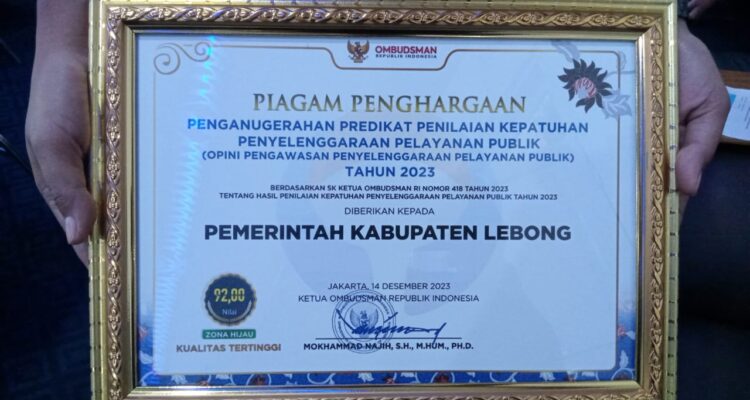 OMBUDSMAN
REPUBLIK INDONESIA
PIAGAM PENGHARGAAN
PENGANUGERAHAN PREDIKAT PENILAIAN KEPATUHAN
PENYELENGGARAAN PELAYANAN PUBLIK
(OPINI PENGAWASAN PENYELENGGARAAN PELAYANAN PUBLIK)
TAHUN 2023
BERDASARKAN SK KETUA OMBUDSMAN RI NOMOR 418 TAHUN 2023
TENTANG HASIL PENILAIAN KEPATUHAN PENYELENGGARAAN PELAYANAN PUBLIK TAHUN 2023
DIBERIKAN KEPADA
PEMERINTAH KABUPATEN LEBONG
JAKARTA, 14 DESEMBER 2023
KETUA OMBUDSMAN REPUBLIK INDONESIA
92,00
Nilai
ZONA HIJAU
KUALITAS TERTINGGI
MOKHAMMAD NAJIH, S.H., M.HUM., PH.D.